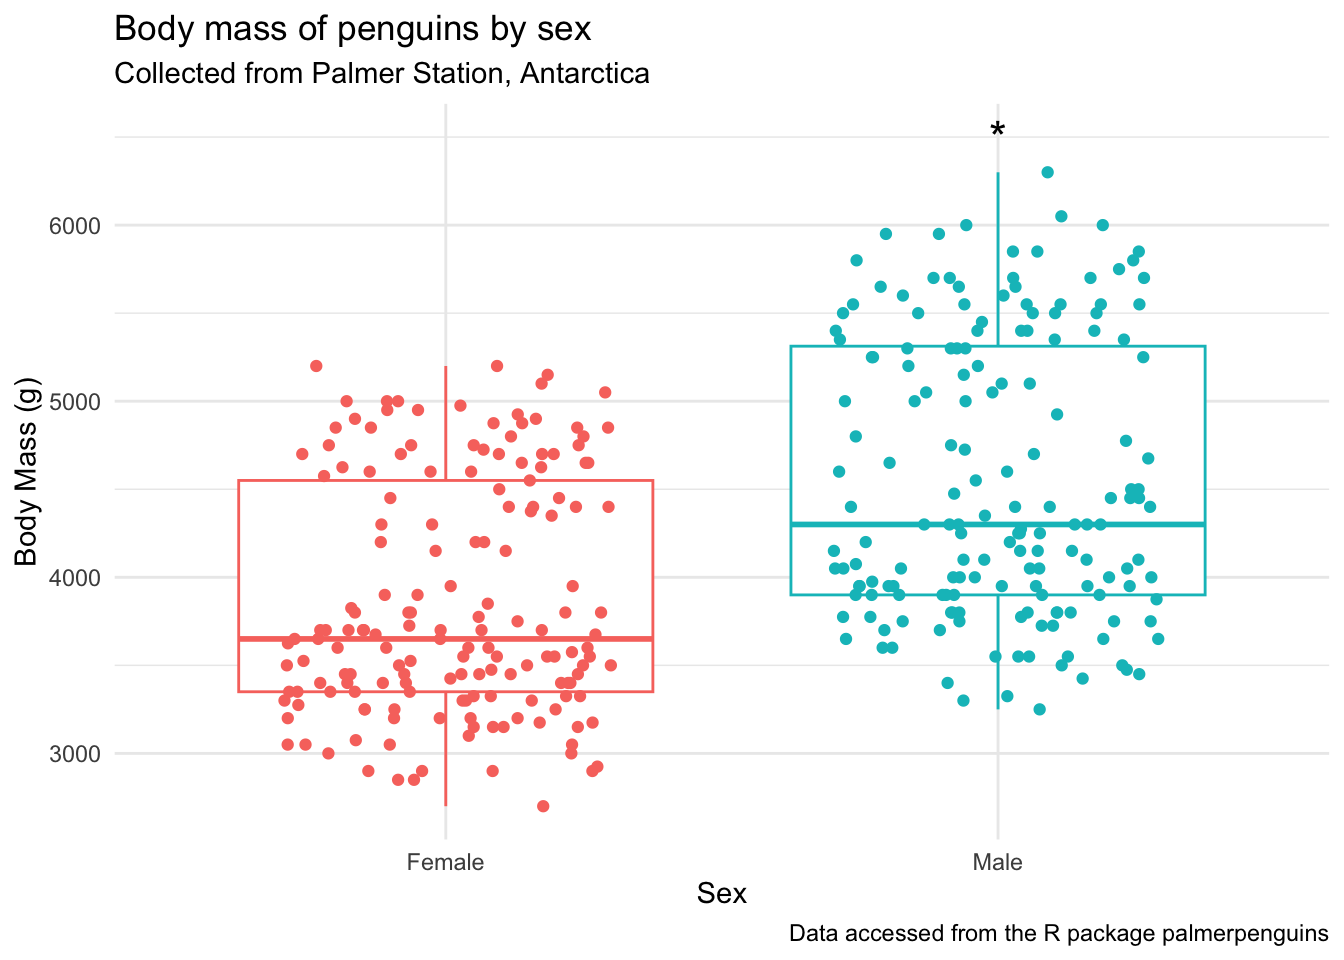 Body mass of penguins by sex
Collected from Palmer Station, Antarctica
*
6000
5000
4000
3000
Body Mass (g)
Female
Male
Sex
Data accessed from the R package palmerpenguins